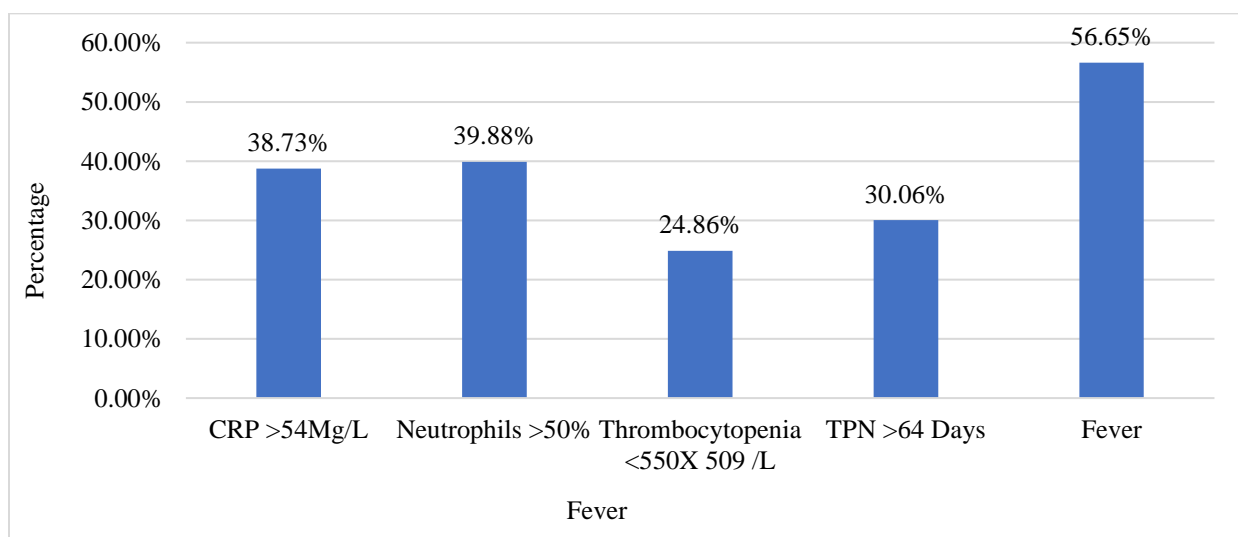 60.00%
50.00%
40.00%
30.00%
20.00%
10.00%
0.00%
Percentage
38.73%
39.88%
24.86%
30.06%
56.65%
CRP >54Mg/L
Neutrophils >50%
Thrombocytopenia
<550X 509 /L
TPN >64 Days
Fever
Fever